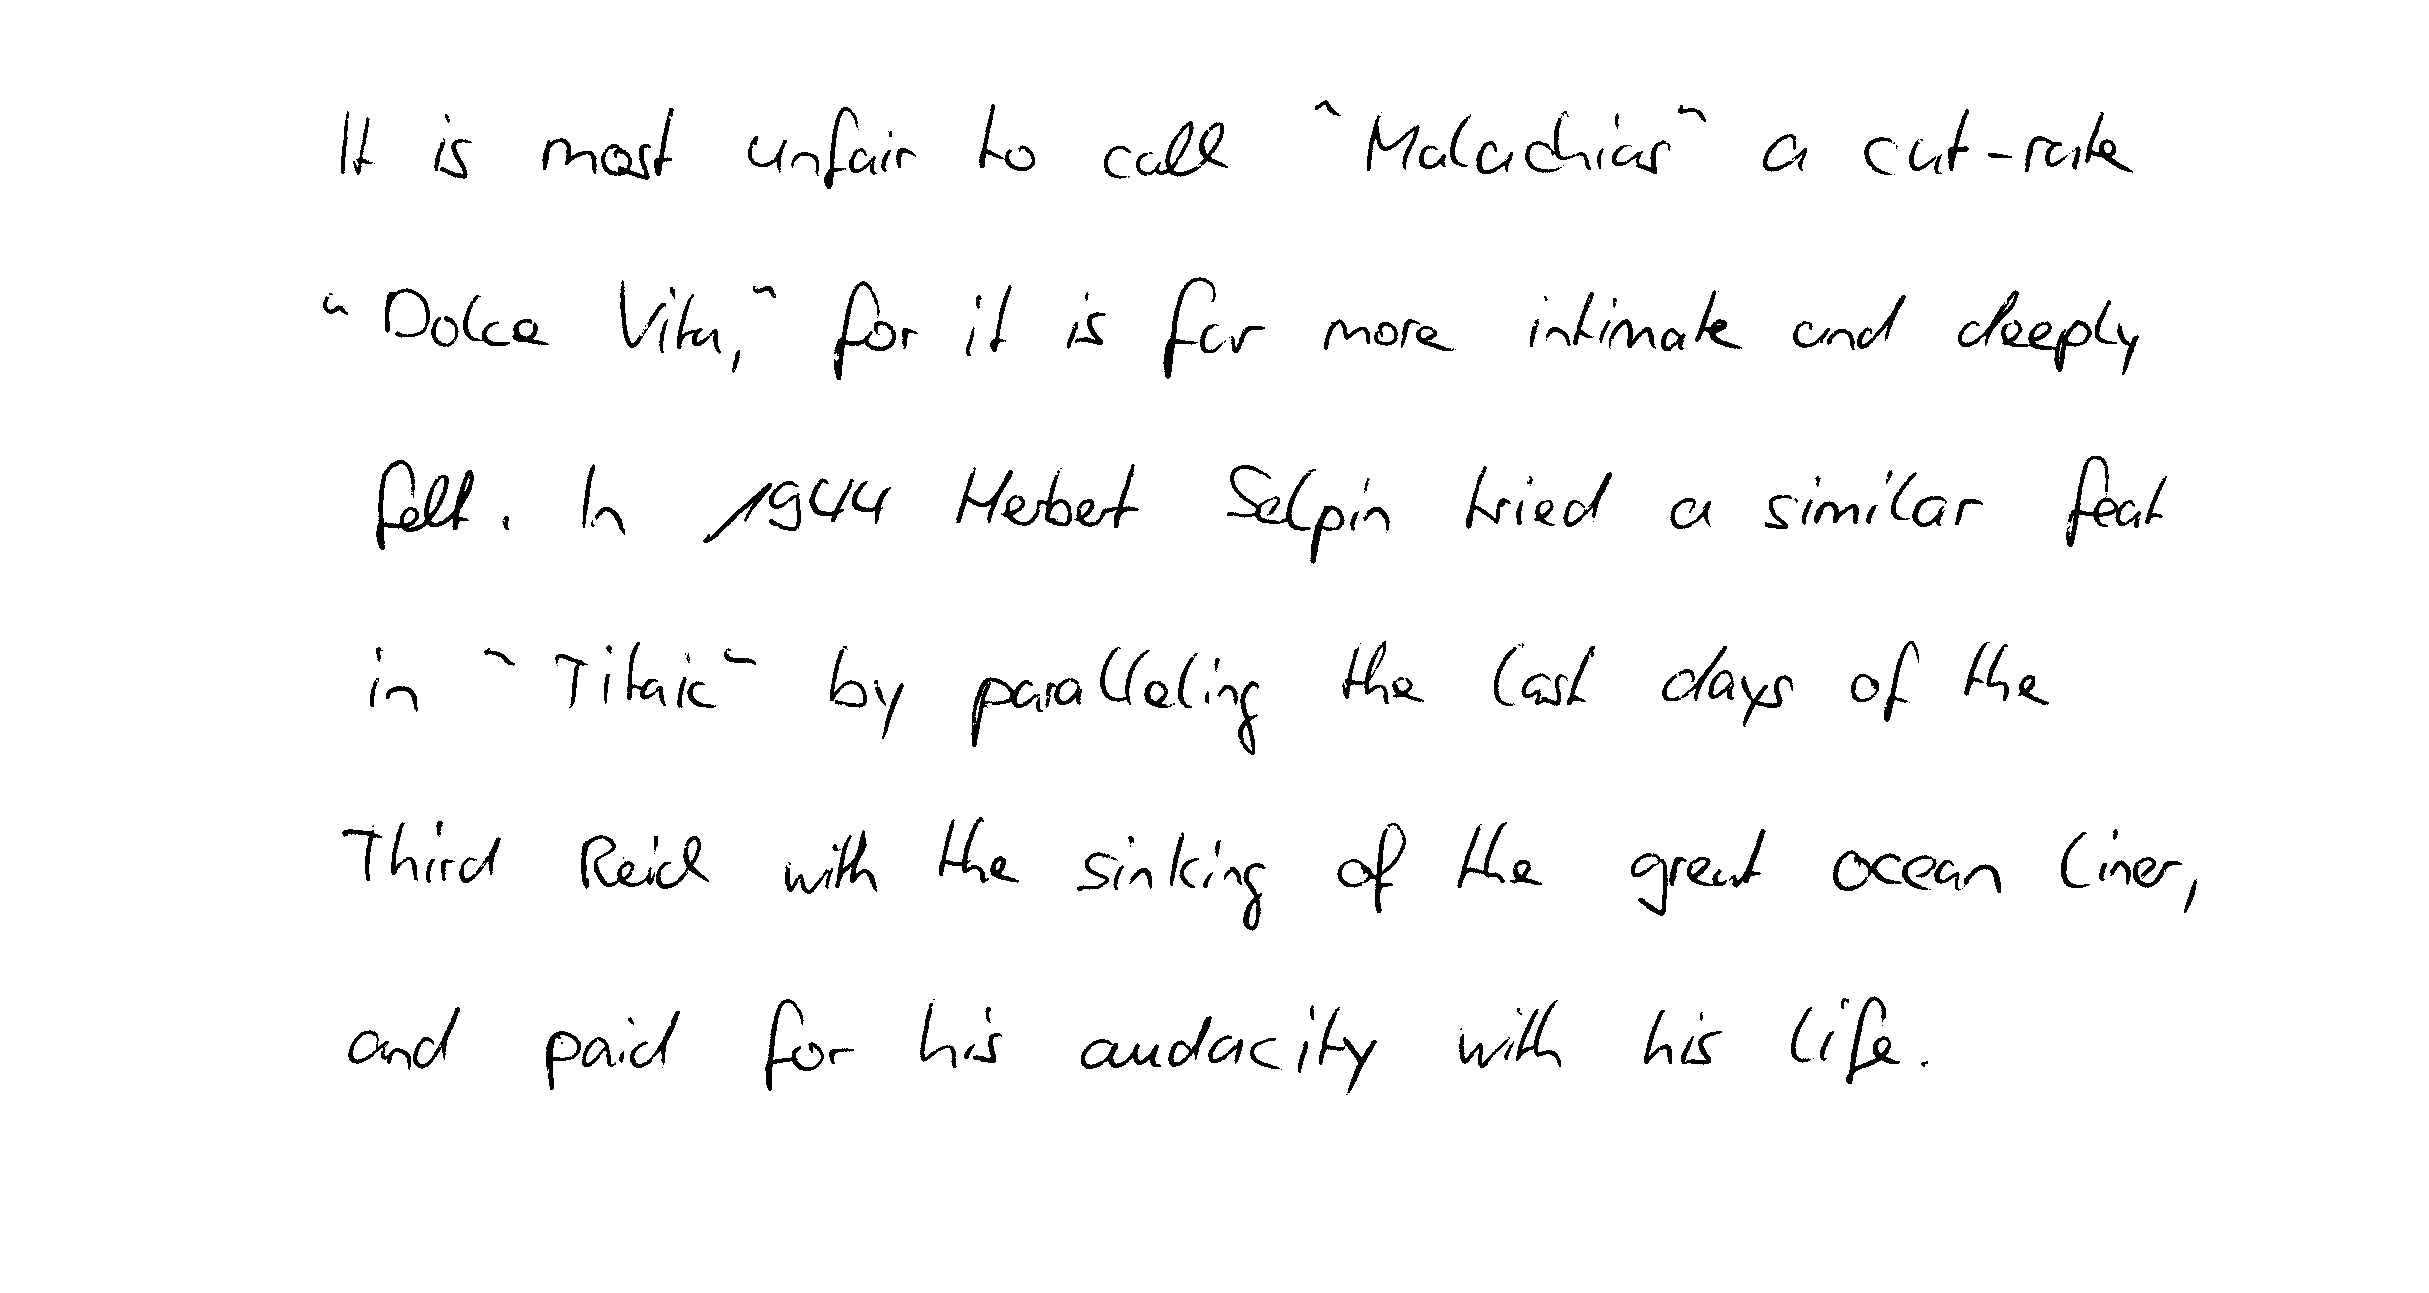 It is most unfair to call "Malachias" a cut-rate
"Dolce Vita," for it is far more intimate and deeply
felt. In 1944 Herbert Selpin tried a similar feat
in "Titaic" by paralleling the last days of the
Third Reich with the sinking of the great ocean liner,
and paid for his audacity with his life.